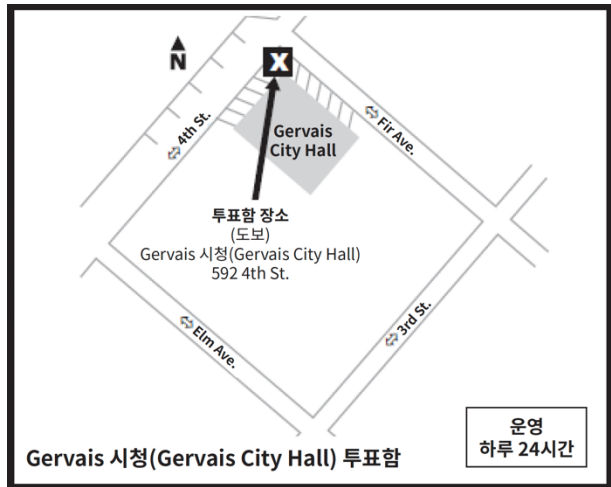 X
N
4th St.
Gervais
City Hall
Fir Ave.
투표함 장소
(도보)
Gervais 시청(Gervais City Hall)
592 4th St.
Elm Ave.
3rd St.
운영
하루 24시간
Gervais 시청(Gervais City Hall) 투표함